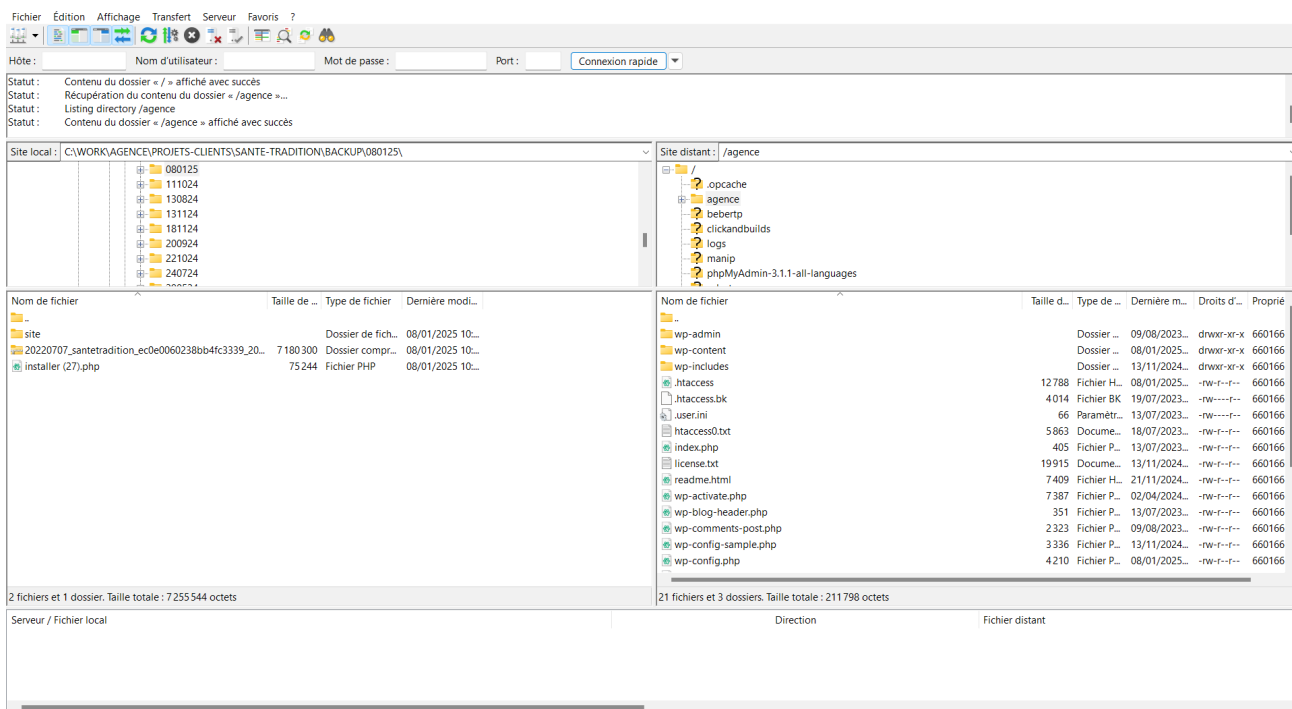 Fichier Édition Affichage Transfert Serveur Favoris ?
Hôte : Nom d'utilisateur : Mot de passe : Port : Connexion rapide
Statut : Contenu du dossier « / » affiché avec succès
Statut : Récupération du contenu du dossier « /agence »...
Statut : Listing directory /agence
Statut : Contenu du dossier « /agence » affiché avec succès
Site local : C:\WORK\AGENCE\PROJETS-CLIENTS\SANTE-TRADITION\BACKUP\080125\
080125
111024
130824
131124
181124
200924
221024
240724
Site distant : /agence
/
.opcache
agence
bebertp
clickandbuilds
logs
manip
phpMyAdmin-3.1.1-all-languages
Nom de fichier Taille de ... Type de fichier Dernière modi...
..
site Dossier de fich... 08/01/2025 10:...
20220707_santetradition_ec0e0060238bb4fc3339_20... 7 180 300 Dossier compr... 08/01/2025 10:...
installer (27).php 75 244 Fichier PHP 08/01/2025 10:...
2 fichiers et 1 dossier. Taille totale : 7 255 544 octets
Nom de fichier Taille d... Type de ... Dernière m... Droits d'... Proprié
..
wp-admin Dossier ... 09/08/2023... drwxr-xr-x 660166
wp-content Dossier ... 08/01/2025... drwxr-xr-x 660166
wp-includes Dossier ... 13/11/2024... drwxr-xr-x 660166
.htaccess 12 788 Fichier H... 08/01/2025... -rw-r--r-- 660166
.htaccess.bk 4 014 Fichier BK 19/07/2023... -rw----r-- 660166
.user.ini 66 Paramètr... 13/07/2023... -rw----r-- 660166
htaccess0.txt 5 863 Docume... 18/07/2023... -rw-r--r-- 660166
index.php 405 Fichier P... 13/07/2023... -rw-r--r-- 660166
license.txt 19 915 Docume... 13/11/2024... -rw-r--r-- 660166
readme.html 7 409 Fichier H... 21/11/2024... -rw-r--r-- 660166
wp-activate.php 7 387 Fichier P... 02/04/2024... -rw-r--r-- 660166
wp-blog-header.php 351 Fichier P... 13/07/2023... -rw-r--r-- 660166
wp-comments-post.php 2 323 Fichier P... 09/08/2023... -rw-r--r-- 660166
wp-config-sample.php 3 336 Fichier P... 13/11/2024... -rw-r--r-- 660166
wp-config.php 4 210 Fichier P... 08/01/2025... -rw-r--r-- 660166
21 fichiers et 3 dossiers. Taille totale : 211 798 octets
Serveur / Fichier local Direction Fichier distant